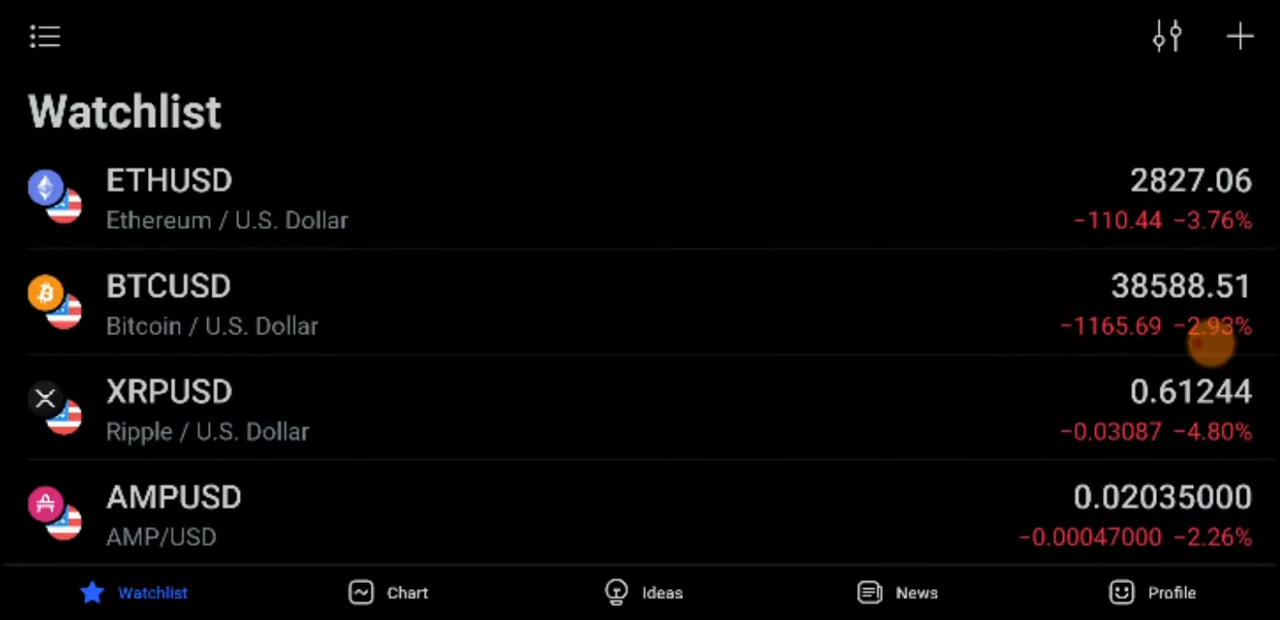 Watchlist
ETHUSD 2827.06
Ethereum / U.S. Dollar −110.44 −3.76%
BTCUSD 38588.51
Bitcoin / U.S. Dollar −1165.69 −2.93%
XRPUSD 0.61244
Ripple / U.S. Dollar −0.03087 −4.80%
AMPUSD 0.02035000
AMP/USD −0.00047000 −2.26%
Watchlist Chart Ideas News Profile